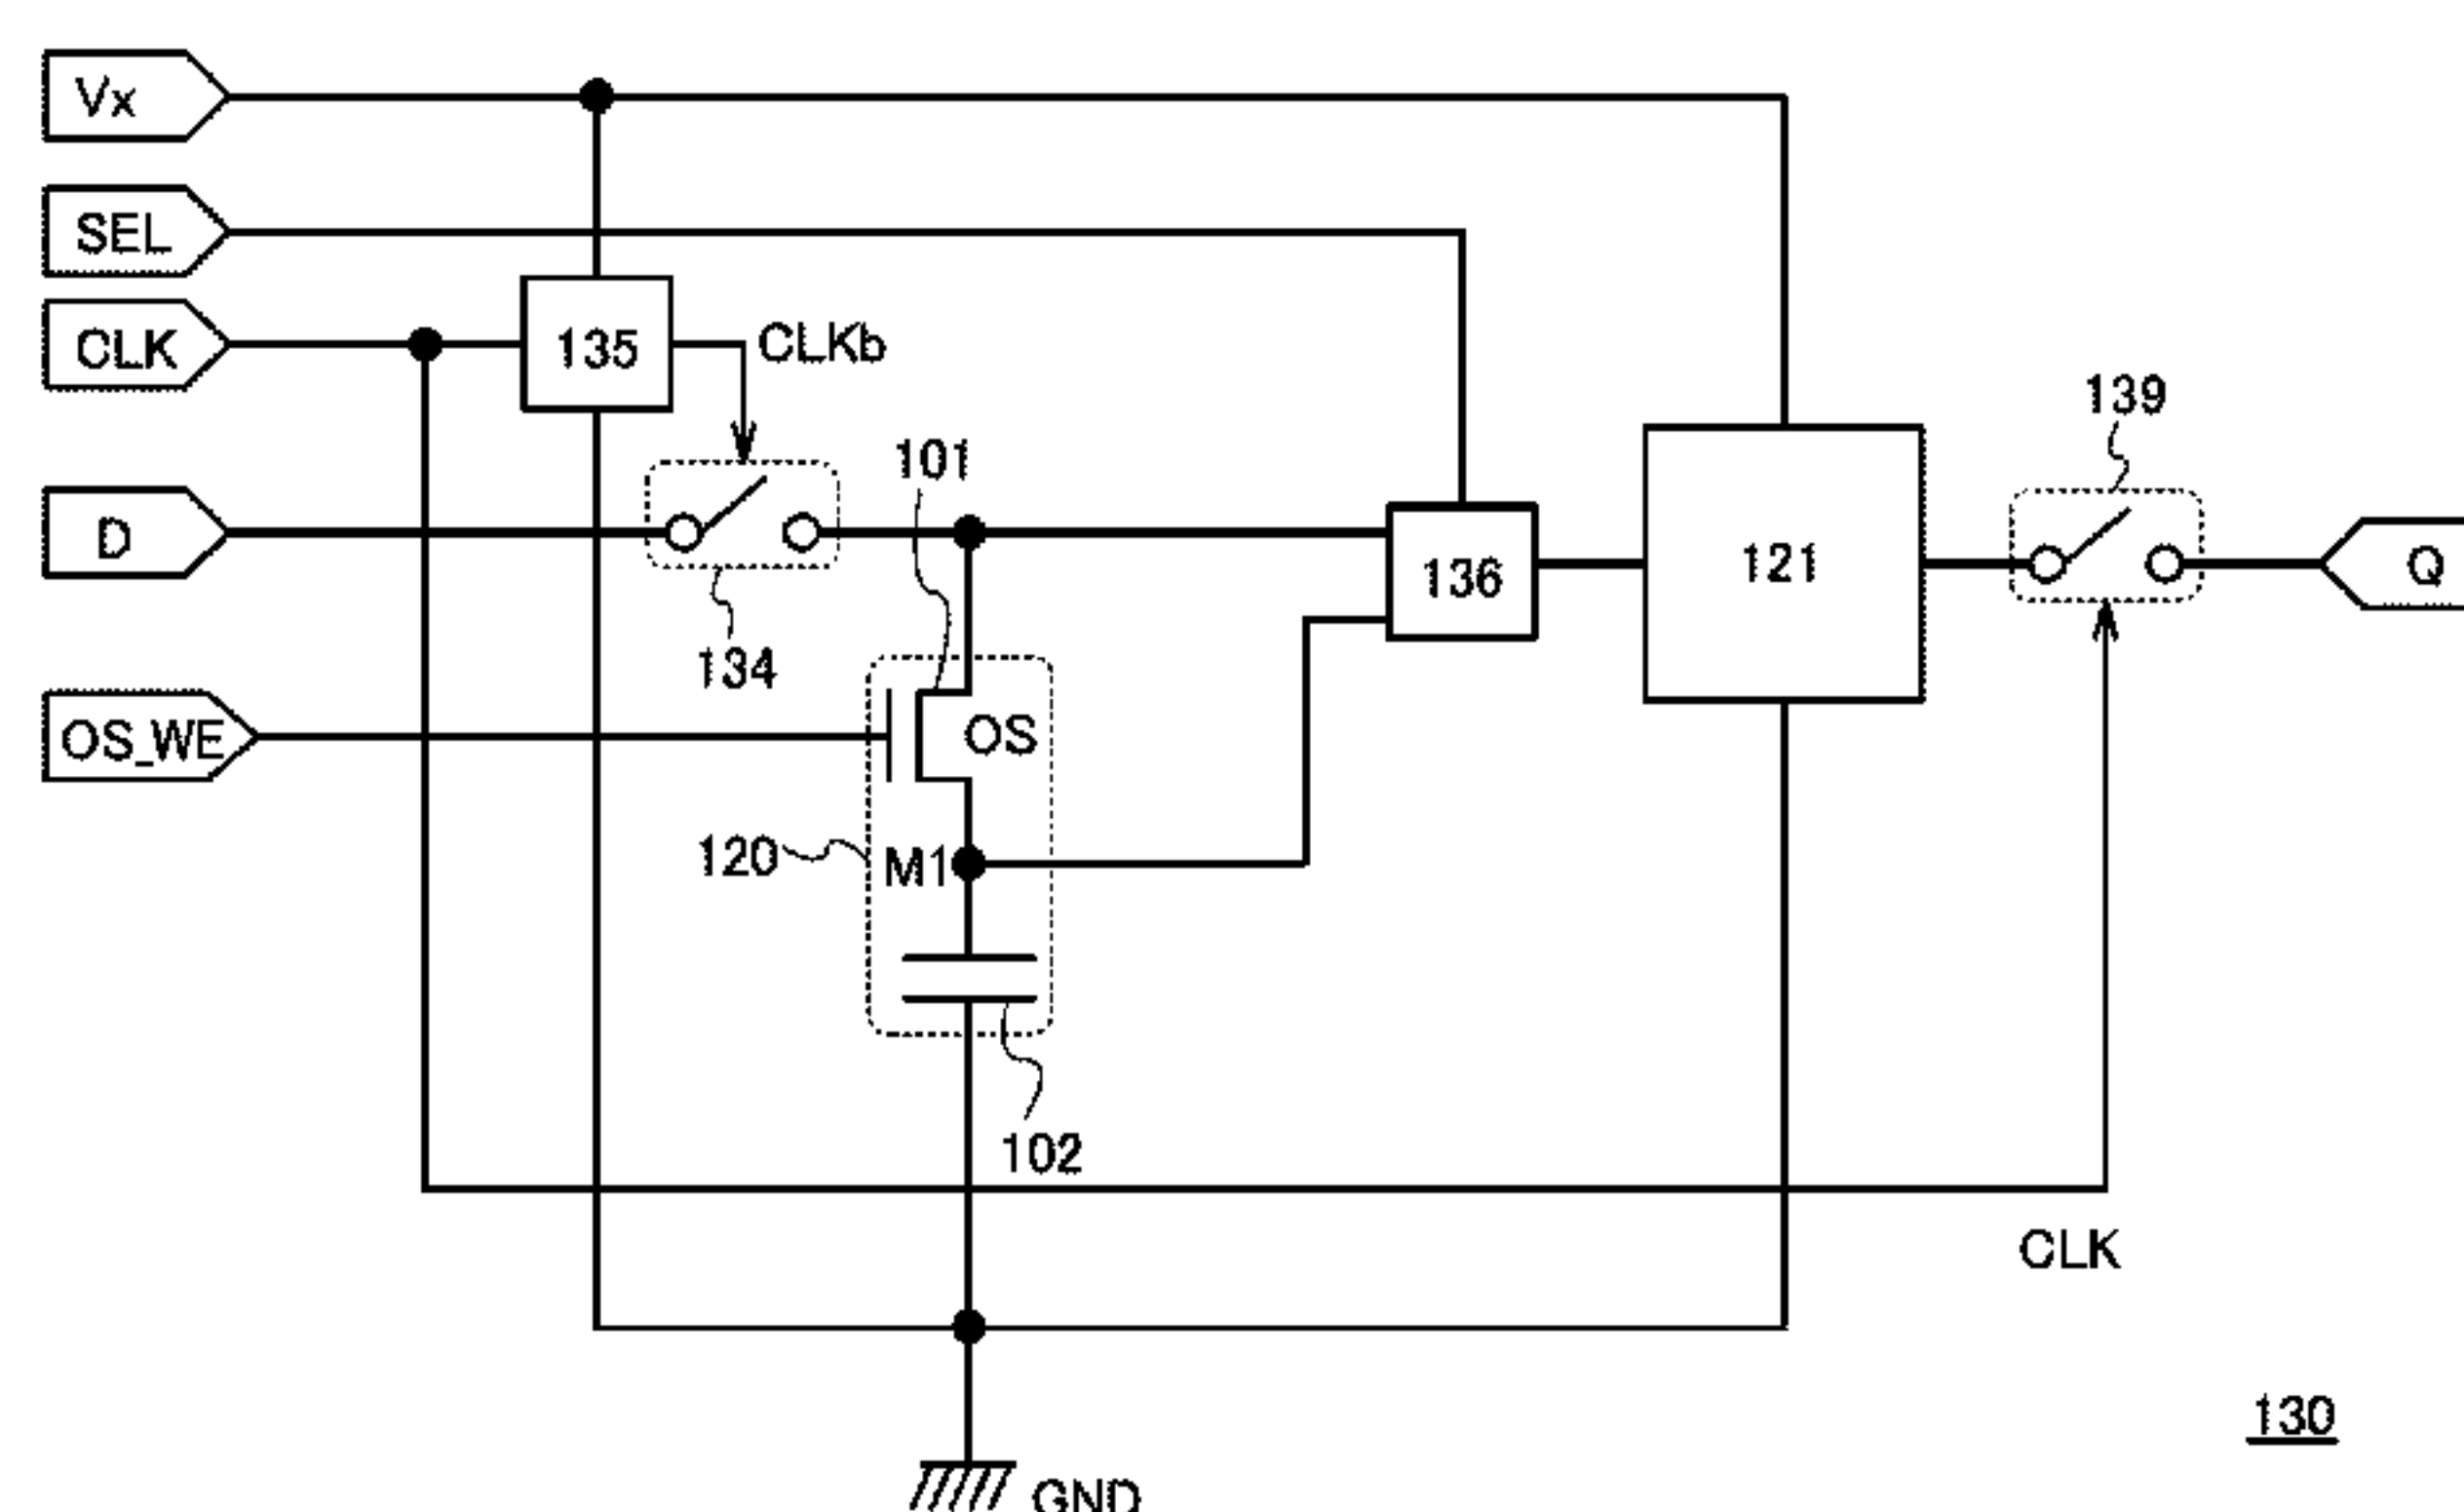 Vx
SEL
CLK
135
CLKb
139
101
D
136
121
Q
134
OS_WE
OS
120
M1
102
CLK
130
GND